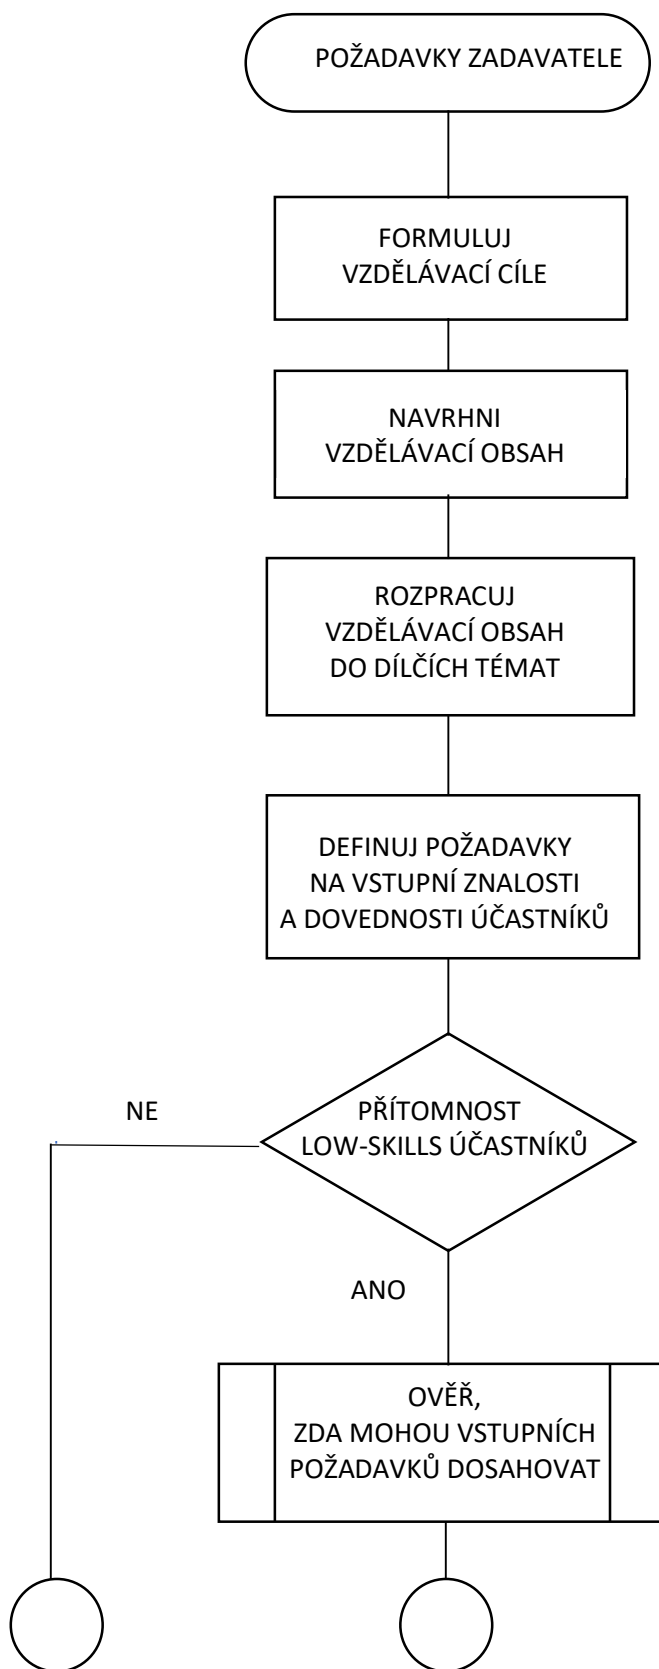 POŽADAVKY ZADAVATELE
FORMULUJ
VZDĚLÁVACÍ CÍLE
NAVRHNI
VZDĚLÁVACÍ OBSAH
ROZPRACUJ
VZDĚLÁVACÍ OBSAH
DO DÍLČÍCH TÉMAT
DEFINUJ POŽADAVKY
NA VSTUPNÍ ZNALOSTI
A DOVEDNOSTI ÚČASTNÍKŮ
NE
PŘÍTOMNOST
LOW-SKILLS ÚČASTNÍKŮ
ANO
OVĚŘ,
ZDA MOHOU VSTUPNÍCH
POŽADAVKŮ DOSAHOVAT